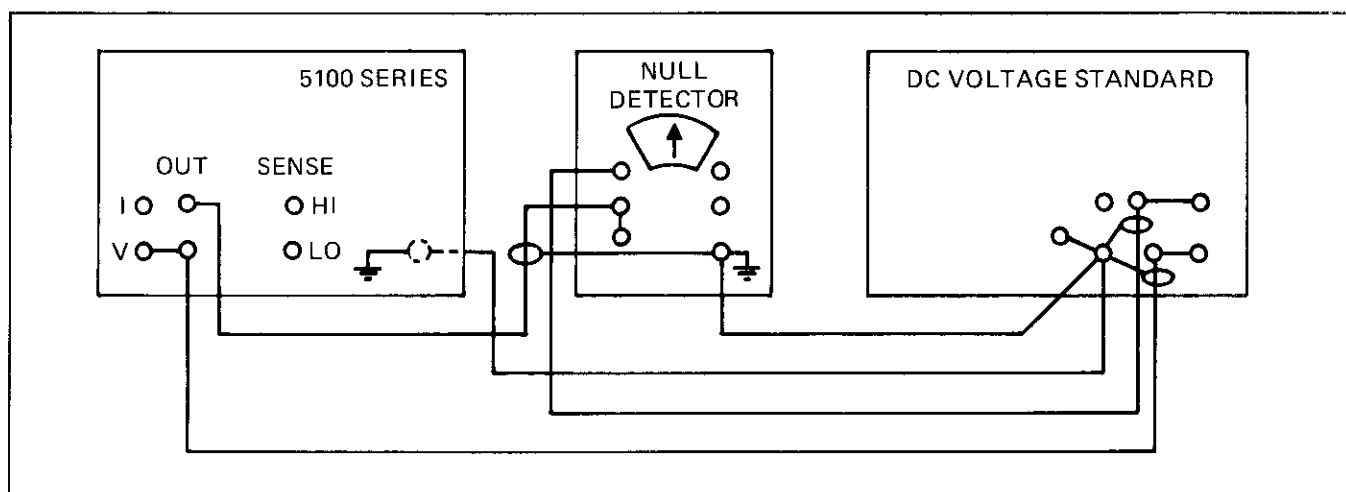 5100 SERIES
OUT SENSE
I HI
V LO
NULL
DETECTOR
DC VOLTAGE STANDARD